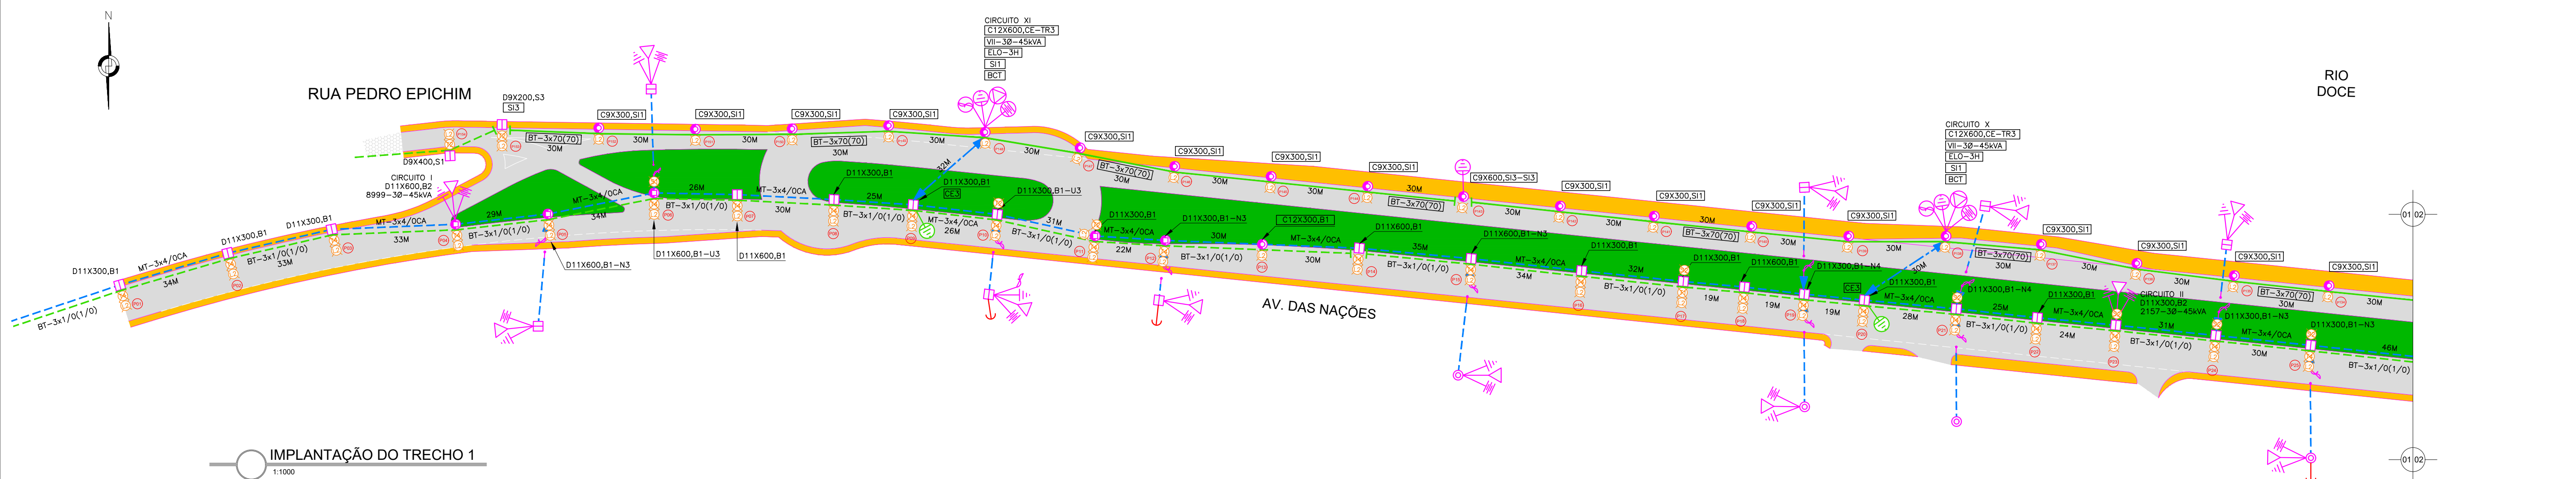 N
RUA PEDRO EPICHIM
RIO
DOCE
CIRCUITO XI
C12X600,CE-TR3
VII-3Ø-45kVA
ELO-3H
SI1
BCT
CIRCUITO X
C12X600,CE-TR3
VII-3Ø-45kVA
ELO-3H
SI1
BCT
D9X200,S3
SI3
C9X300,SI1
C9X300,SI1
C9X300,SI1
C9X300,SI1
C9X300,SI1
C9X300,SI1
C9X300,SI1
C9X300,SI1
C9X600,SI3-SI3
C9X300,SI1
C9X300,SI1
C9X300,SI1
C9X300,SI1
C9X300,SI1
C9X300,SI1
C9X300,SI1
C9X300,SI1
BT-3x70(70)
30M
30M
30M
BT-3x70(70)
30M
30M
32M
30M
BT-3x70(70)
30M
30M
30M
30M
BT-3x70(70)
30M
30M
30M
BT-3x70(70)
30M
30M
30M
30M
BT-3x70(70)
30M
30M
BT-3x70(70)
30M
30M
D9X400,S1
CIRCUITO I
D11X600,B2
8999-3Ø-45kVA
D11X300,B1
D11X300,B1
D11X300,B1
MT-3x4/0CA
34M
BT-3x1/0(1/0)
BT-3x1/0(1/0)
33M
MT-3x4/0CA
33M
29M
BT-3x1/0(1/0)
MT-3x4/0CA
34M
26M
BT-3x1/0(1/0)
MT-3x4/0CA
30M
D11X600,B1-N3
D11X600,B1-U3
D11X600,B1
D11X300,B1
25M
BT-3x1/0(1/0)
D11X300,B1
CE3
MT-3x4/0CA
26M
D11X300,B1-U3
31M
BT-3x1/0(1/0)
D11X300,B1
MT-3x4/0CA
22M
D11X300,B1-N3
30M
BT-3x1/0(1/0)
C12X300,B1
MT-3x4/0CA
30M
D11X600,B1
35M
BT-3x1/0(1/0)
D11X600,B1-N3
MT-3x4/0CA
34M
D11X300,B1
32M
BT-3x1/0(1/0)
D11X300,B1
MT-3x4/0CA
19M
D11X600,B1
19M
BT-3x1/0(1/0)
D11X300,B1-N4
19M
CE3
D11X300,B1
MT-3x4/0CA
28M
D11X300,B1-N4
25M
BT-3x1/0(1/0)
D11X300,B1
MT-3x4/0CA
24M
CIRCUITO II
D11X300,B2
2157-3Ø-45kVA
31M
BT-3x1/0(1/0)
D11X300,B1-N3
MT-3x4/0CA
30M
D11X300,B1-N3
46M
BT-3x1/0(1/0)
AV. DAS NAÇÕES
01 02
01 02
IMPLANTAÇÃO DO TRECHO 1
1:1000